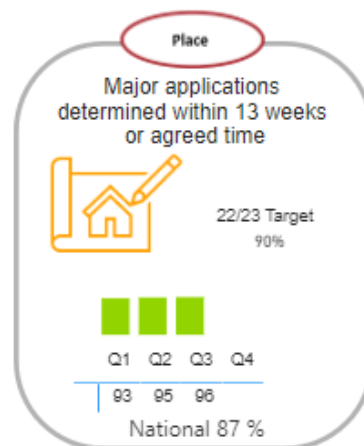 Place
Major applications
determined within 13 weeks
or agreed time
22/23 Target
90%
Q1 Q2 Q3 Q4
93 95 96
National 87 %